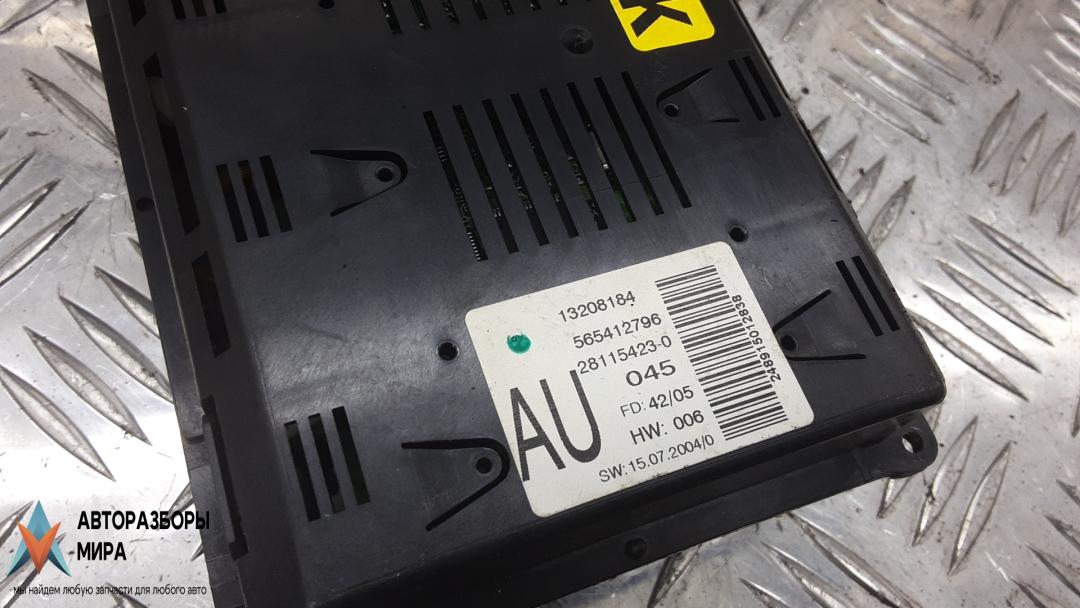 K
13208184
565412796
28115423-0
045
AU
FD: 42/05
HW: 006
SW:15.07.2004/0
248915012838
АВТОРАЗБОРЫ
МИРА
мы найдем любую запчасти для любого авто